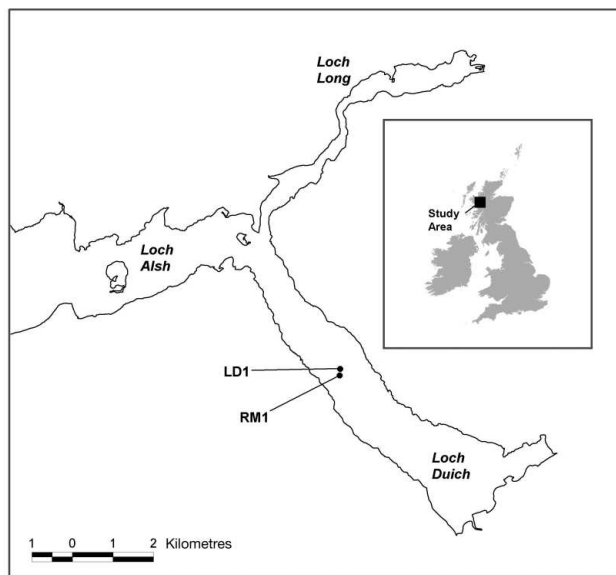 Loch
Long
Study
Area
Loch
Alsh
LD1
RM1
Loch
Duich
1 0 1 2 Kilometres